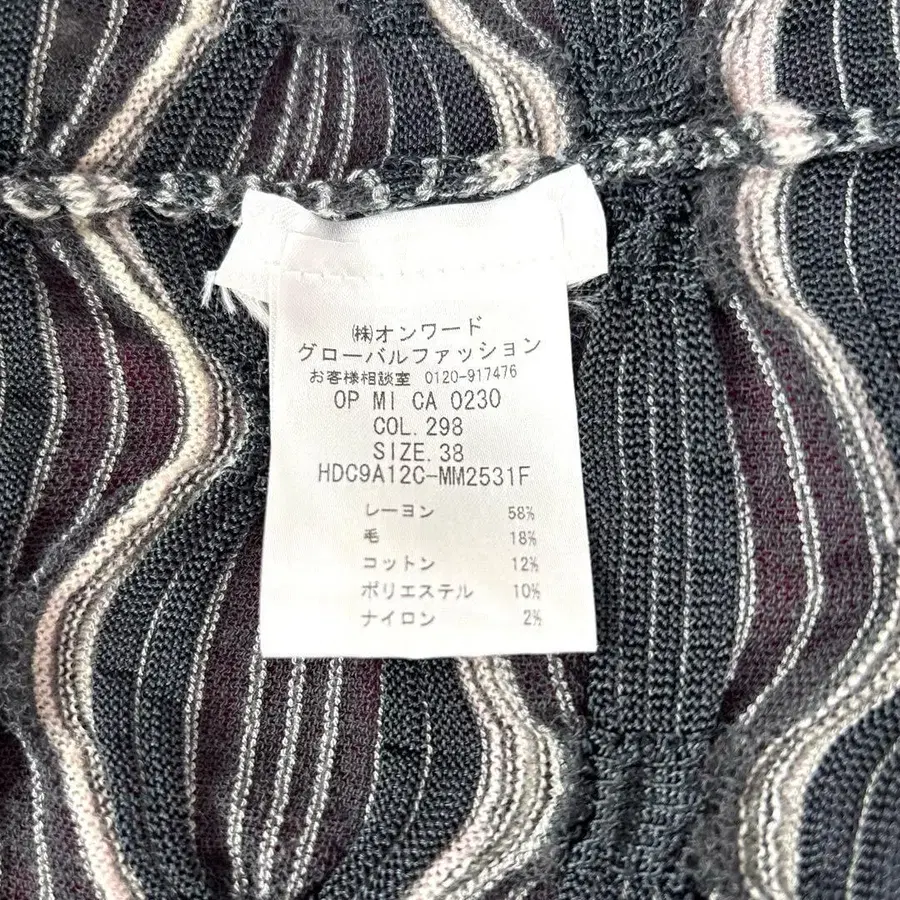 ㈱オンワード
グローバルファッション
お客様相談室 0120-917476
OP MI CA 0230
COL. 298
SIZE. 38
HDC9A12C-MM2531F
レーヨン 58%
毛 18%
コットン 12%
ポリエステル 10%
ナイロン 2%